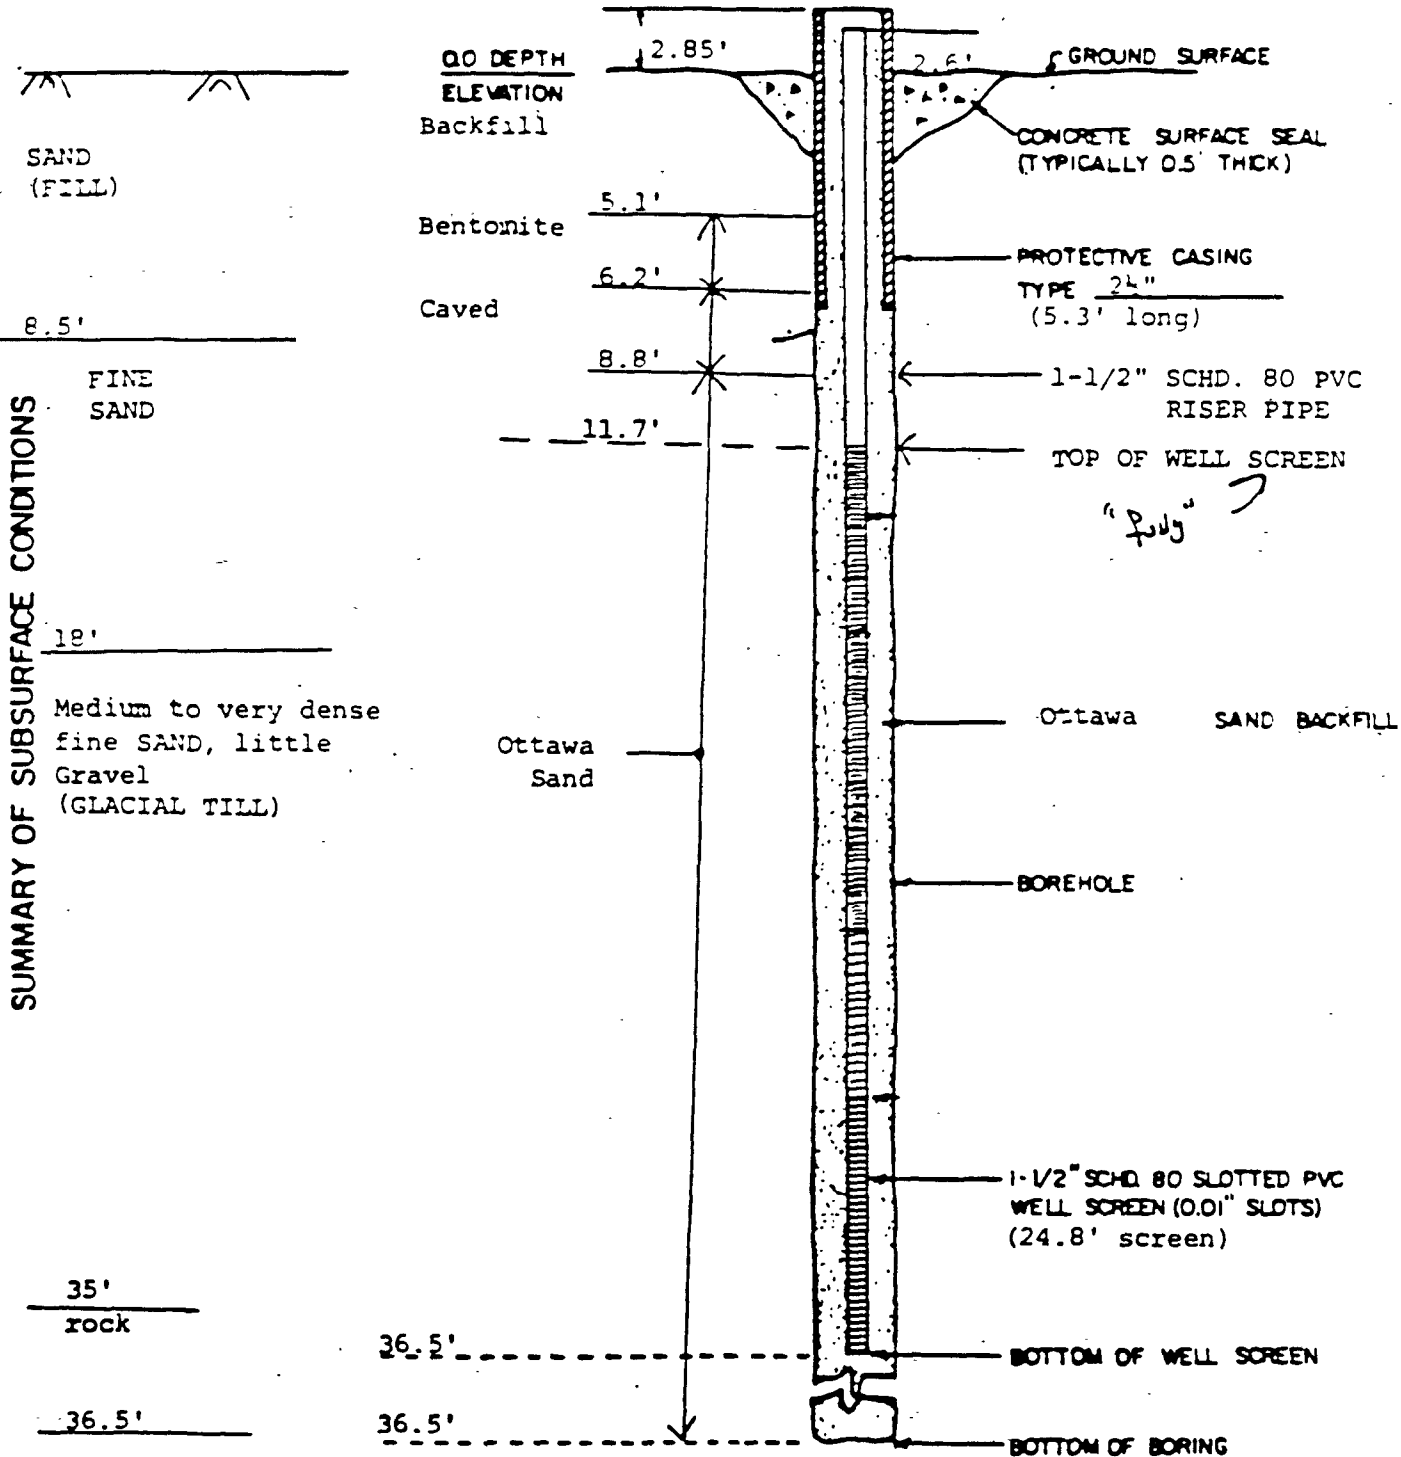 2.85'
0.0 DEPTH
ELEVATION
2.6'
GROUND SURFACE
Backfill
CONCRETE SURFACE SEAL
(TYPICALLY 0.5' THICK)
SAND
(FILL)
5.1'
Bentonite
PROTECTIVE CASING
TYPE
(5.3' long)
6.2'
Caved
8.5'
8.8'
FINE
SAND
1-1/2" SCHD. 80 PVC
RISER PIPE
11.7'
TOP OF WELL SCREEN
SUMMARY OF SUBSURFACE CONDITIONS
18'
Medium to very dense
fine SAND, little
Gravel
(GLACIAL TILL)
Ottawa
Sand
Ottawa SAND BACKFILL
BOREHOLE
1-1/2" SCHD. 80 SLOTTED PVC
WELL SCREEN (0.01" SLOTS)
(24.8' screen)
35'
rock
36.5'
BOTTOM OF WELL SCREEN
36.5'
36.5'
BOTTOM OF BORING